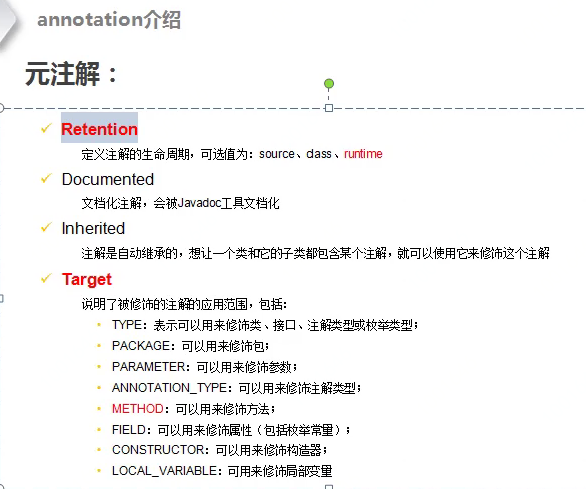 annotation介绍
元注解：
Retention
定义注解的生命周期，可选值为：source、class、runtime
Documented
文档化注解，会被Javadoc工具文档化
Inherited
注解是自动继承的，想让一个类和它的子类都包含某个注解，就可以使用它来修饰这个注解
Target
说明了被修饰的注解的应用范围，包括：
TYPE：表示可以用来修饰类、接口、注解类型或枚举类型；
PACKAGE：可以用来修饰包；
PARAMETER：可以用来修饰参数；
ANNOTATION_TYPE：可以用来修饰注解类型；
METHOD：可以用来修饰方法；
FIELD：可以用来修饰属性（包括枚举常量）；
CONSTRUCTOR：可以用来修饰构造器；
LOCAL_VARIABLE：可用来修饰局部变量